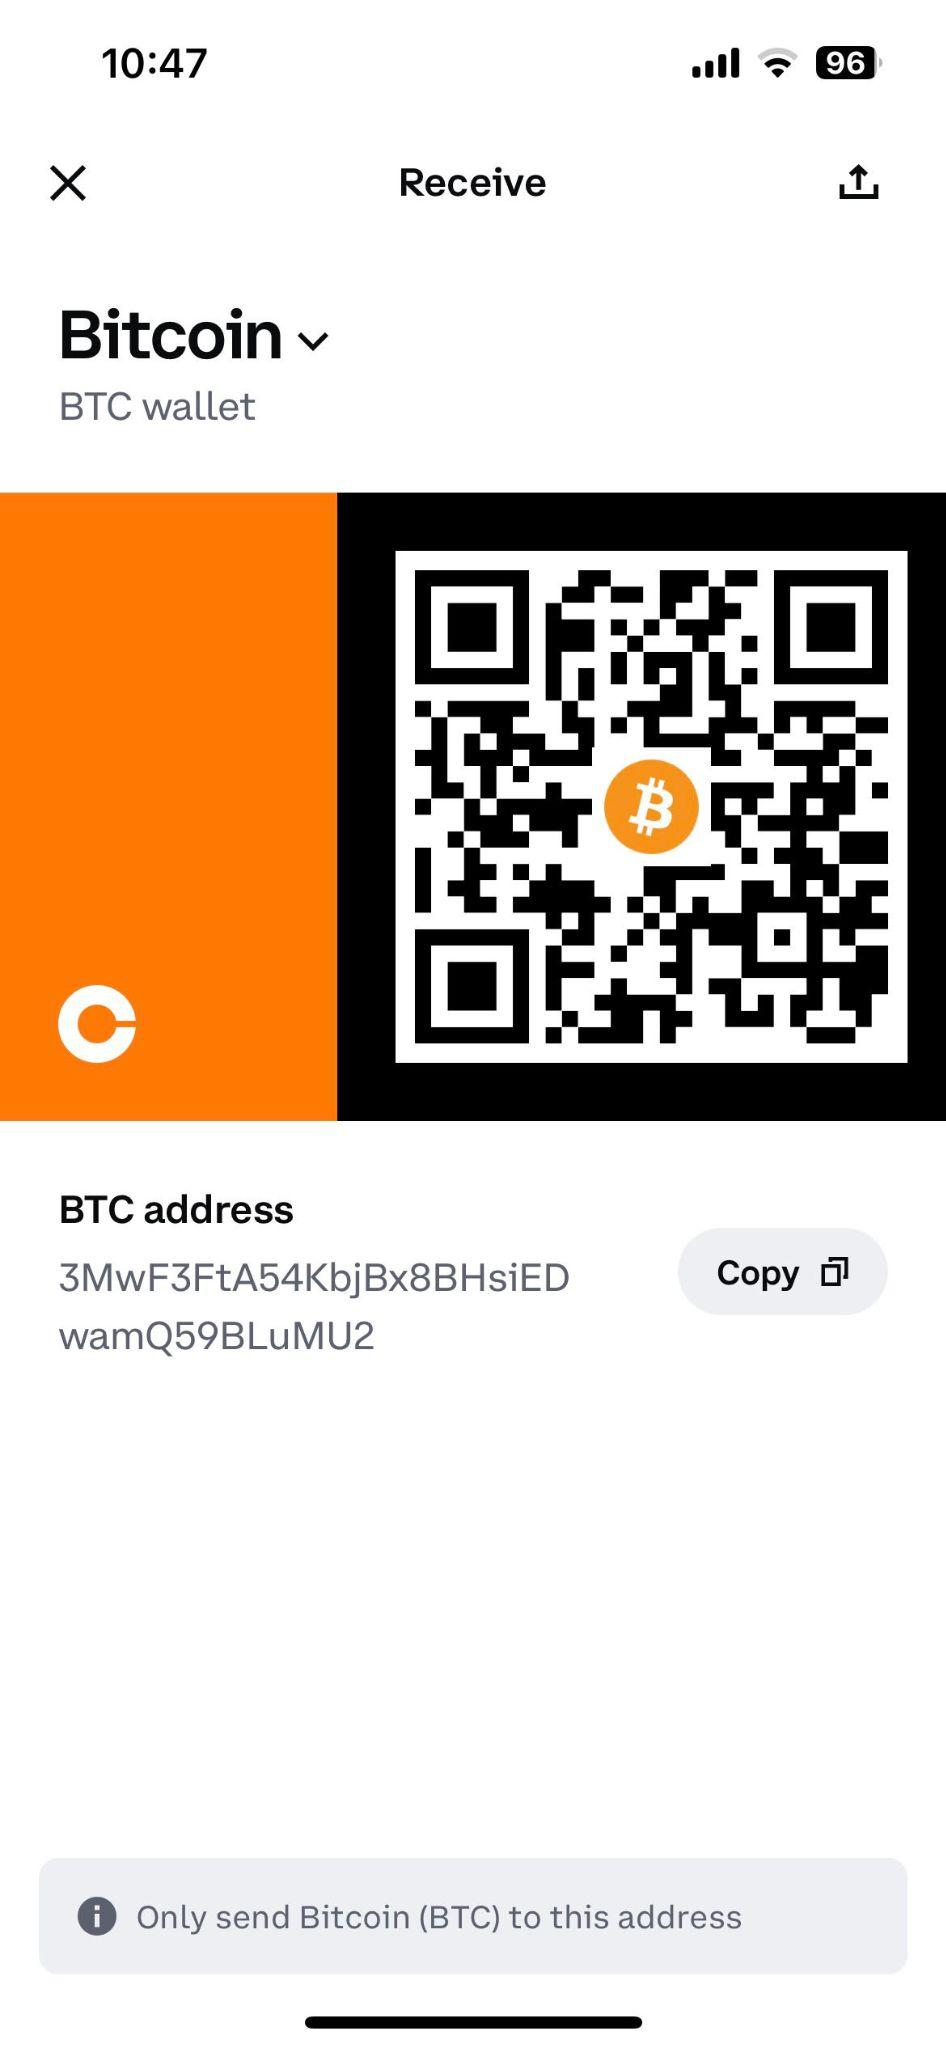 10:47
96
Receive
Bitcoin
BTC wallet
BTC address
3MwF3FtA54KbjBx8BHsiED
wamQ59BLuMU2
Copy
Only send Bitcoin (BTC) to this address